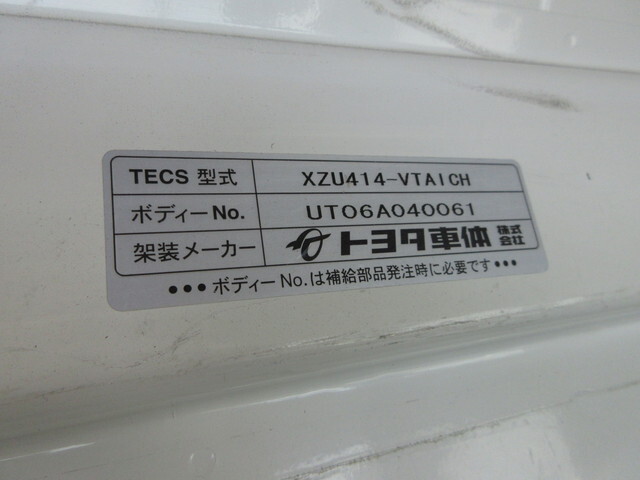 TECS 型式 XZU414-VTAICH
ボディーNo. UT06A040061
架装メーカー トヨタ車体 株式会社
●●● ボディーNo.は補給部品発注時に必要です ●●●